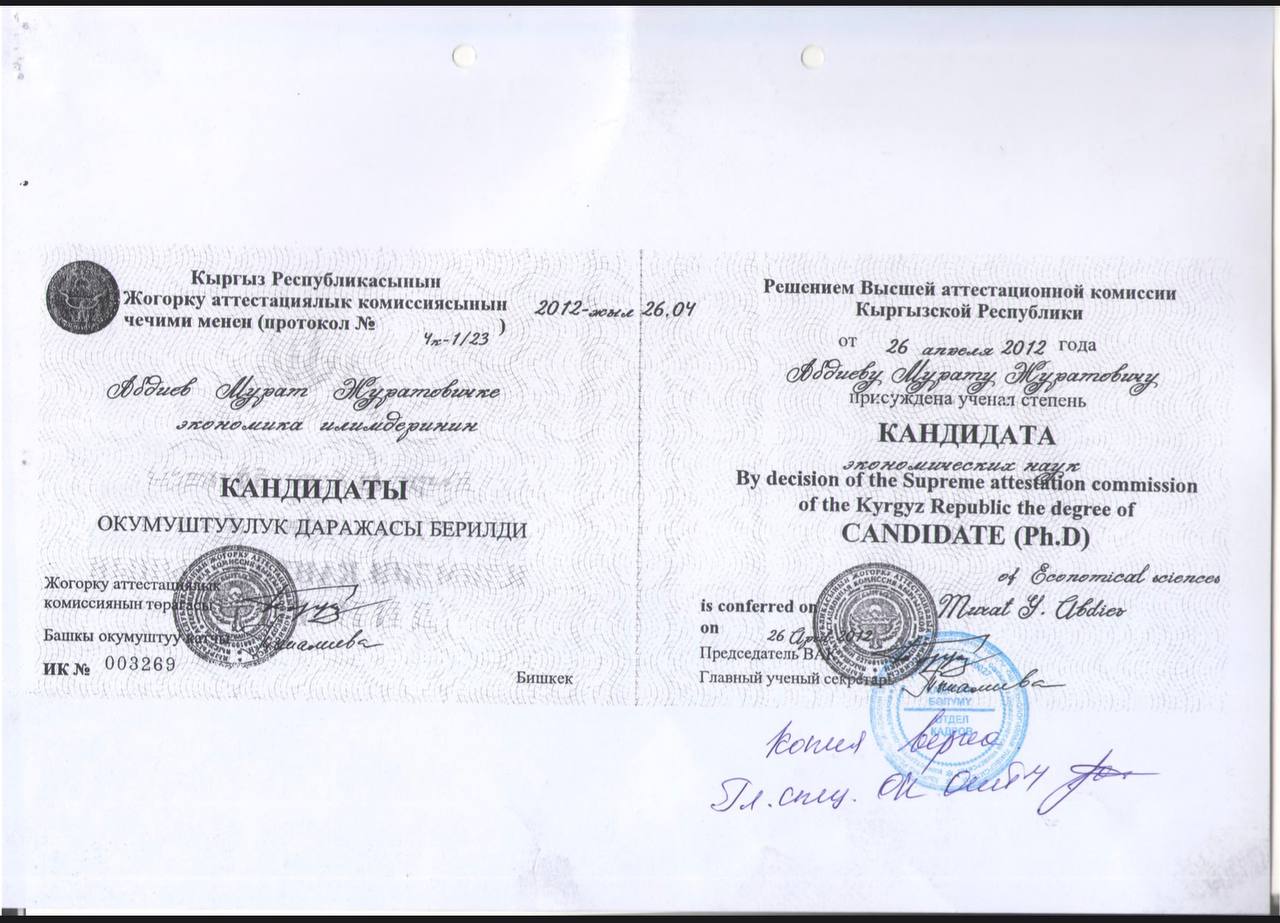 Кыргыз Республикасынын
Жогорку аттестациялык комиссиясынын 2012-жыл 26.04
чечими менен (протокол № Чк-1/23 )
Абдиев Мурат Журатовичке
экономика илимдеринин
КАНДИДАТЫ
ОКУМУШТУУЛУК ДАРАЖАСЫ БЕРИЛДИ
Жогорку аттестациялык
комиссиянын төрагасы
Башкы окумуштуу катчы
ИК № 003269
Бишкек
Решением Высшей аттестационной комиссии
Кыргызской Республики
от 26 апреля 2012 года
Абдиеву Мурату Журатовичу
присуждена ученая степень
КАНДИДАТА
экономических наук
By decision of the Supreme attestation commission
of the Kyrgyz Republic the degree of
CANDIDATE (Ph.D)
of Economical sciences
is conferred on Murat Y. Abdiev
on 26 April 2012
Председатель ВАК
Главный ученый секретарь
БӨЛҮМҮ
ОТДЕЛ
КАДРОВ
Копия верна
Гл. спец. ОК